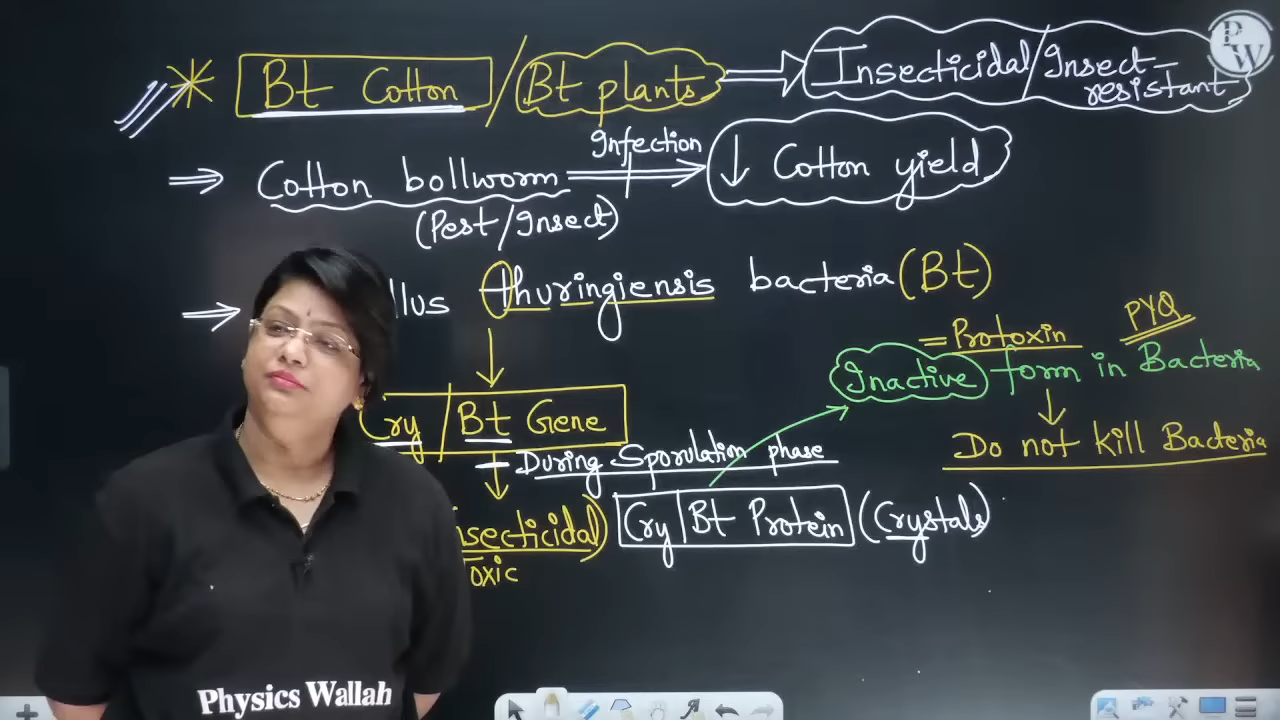 Bt Cotton / Bt plants ⇒ Insecticidal/Insect-resistant
PW
⇒ Cotton bollworm Infection → ↓ Cotton yield
(Pest/Insect)
⇒ llus thuringiensis bacteria (Bt)
= Protoxin PYQ
Inactive form in Bacteria
↓
Cry / Bt Gene
Do not kill Bacteria
During Sporulation phase
nsecticidal) Cry | Bt Protein (Crystals)
oxic
Physics Wallah